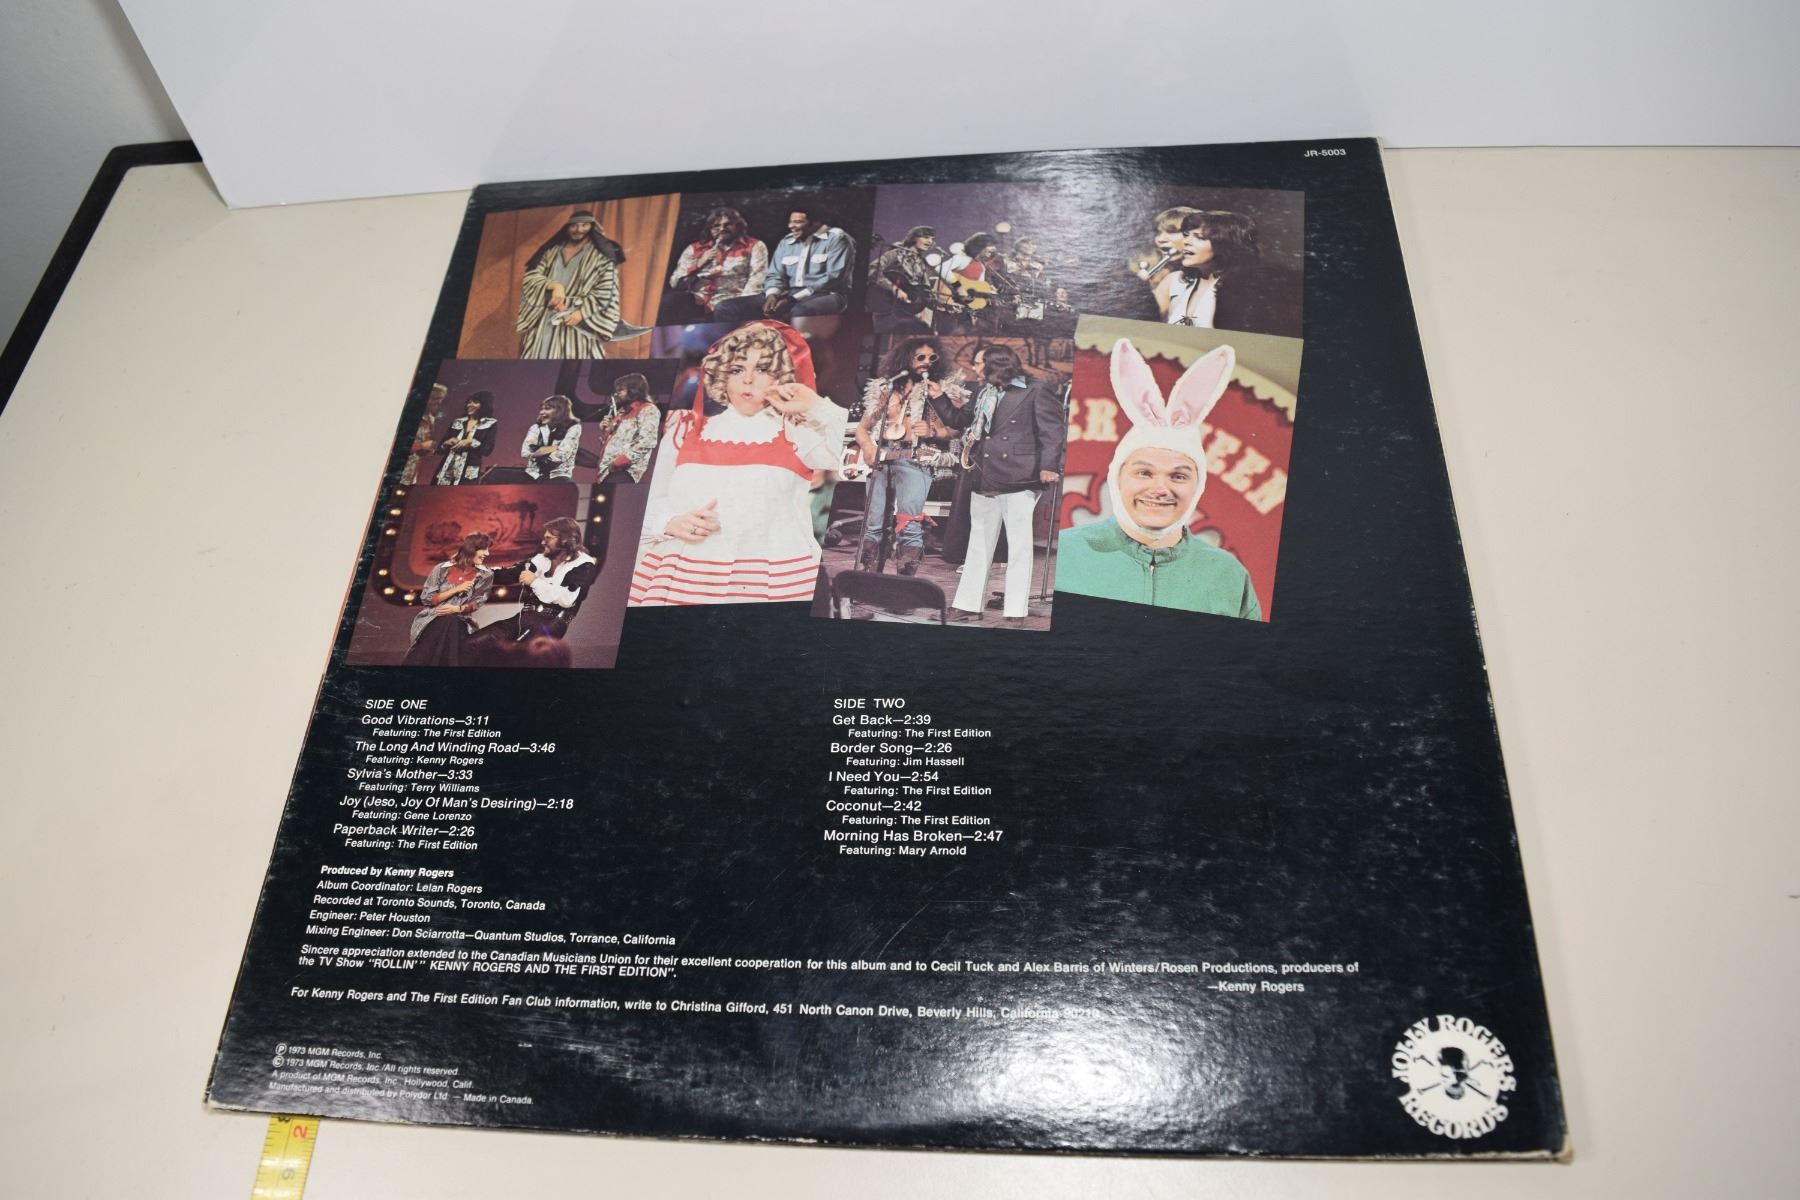 JR-5003
SIDE ONE
Good Vibrations—3:11
Featuring: The First Edition
The Long And Winding Road—3:46
Featuring: Kenny Rogers
Sylvia's Mother—3:33
Featuring: Terry Williams
Joy (Jeso, Joy Of Man's Desiring)—2:18
Featuring: Gene Lorenzo
Paperback Writer—2:26
Featuring: The First Edition
SIDE TWO
Get Back—2:39
Featuring: The First Edition
Border Song—2:26
Featuring: Jim Hassell
I Need You—2:54
Featuring: The First Edition
Coconut—2:42
Featuring: The First Edition
Morning Has Broken—2:47
Featuring: Mary Arnold
Produced by Kenny Rogers
Album Coordinator: Lelan Rogers
Recorded at Toronto Sounds, Toronto, Canada
Engineer: Peter Houston
Mixing Engineer: Don Sciarrotta—Quantum Studios, Torrance, California
Sincere appreciation extended to the Canadian Musicians Union for their excellent cooperation for this album and to Cecil Tuck and Alex Barris of Winters/Rosen Productions, producers of
the TV Show "ROLLIN'" KENNY ROGERS AND THE FIRST EDITION".
—Kenny Rogers
For Kenny Rogers and The First Edition Fan Club information, write to Christina Gifford, 451 North Canon Drive, Beverly Hills, California 90210
Ⓟ 1973 MGM Records, Inc.
© 1973 MGM Records, Inc./All rights reserved.
A product of MGM Records, Inc., Hollywood, Calif.
Manufactured and distributed by Polydor Ltd. — Made in Canada.
JOLLY ROGERS
RECORDS
2